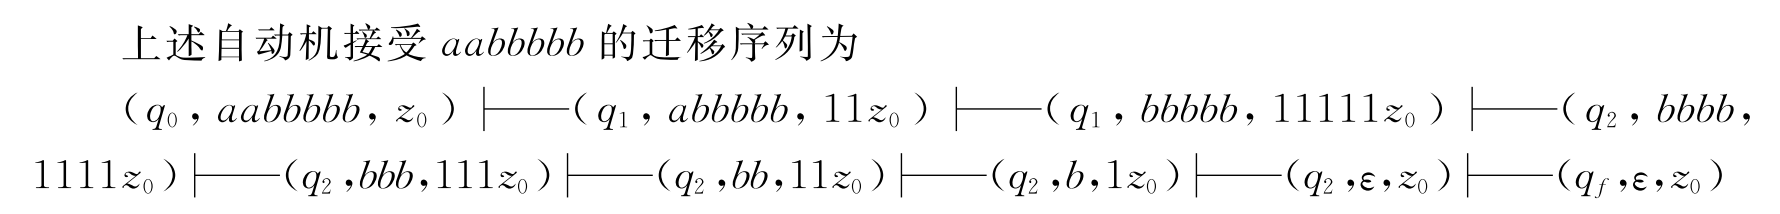 上述自动机接受 aabbbbb 的迁移序列为
(q₀, aabbbbb, z₀) ├──(q₁, abbbbb, 11z₀) ├──(q₁, bbbbb, 11111z₀) ├──(q₂, bbbb,
1111z₀)├──(q₂,bbb,111z₀)├──(q₂,bb,11z₀)├──(q₂,b,1z₀)├──(q₂,ε,z₀)├──(q_f,ε,z₀)